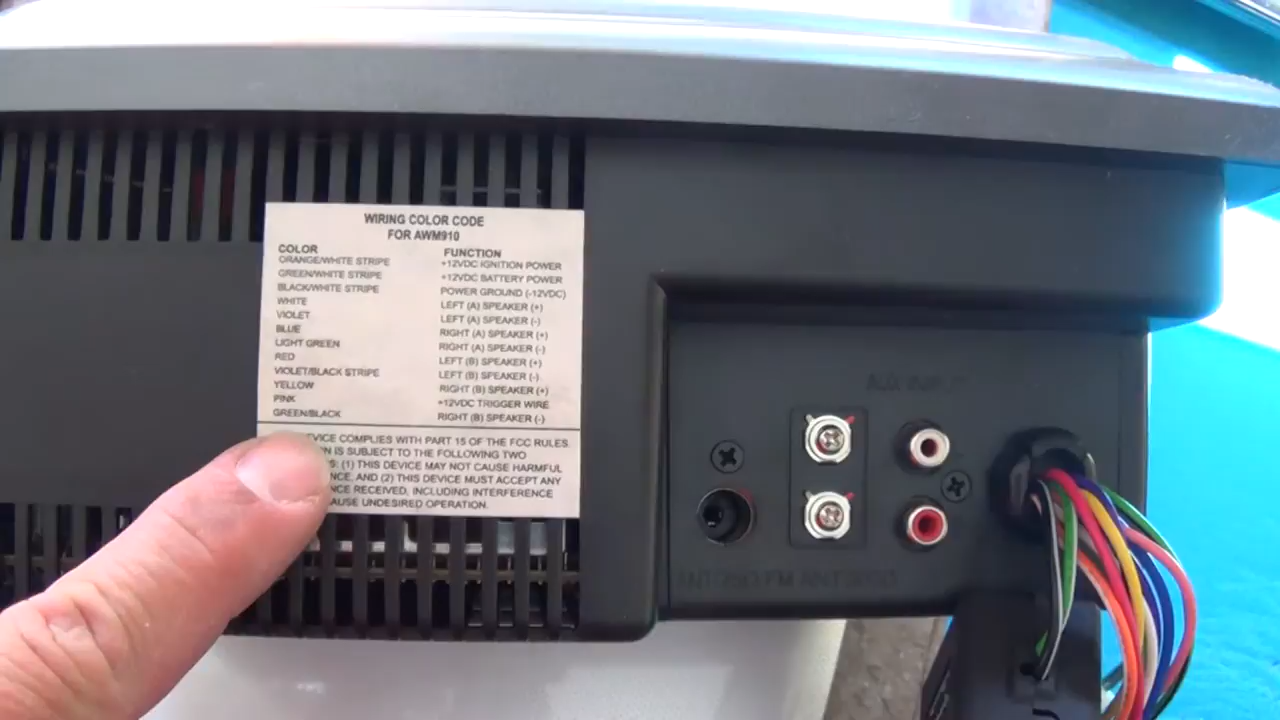 WIRING COLOR CODE
FOR AWM910
COLOR FUNCTION
ORANGE/WHITE STRIPE +12VDC IGNITION POWER
GREEN/WHITE STRIPE +12VDC BATTERY POWER
BLACK/WHITE STRIPE POWER GROUND (-12VDC)
WHITE LEFT (A) SPEAKER (+)
VIOLET LEFT (A) SPEAKER (-)
BLUE RIGHT (A) SPEAKER (+)
LIGHT GREEN RIGHT (A) SPEAKER (-)
RED LEFT (B) SPEAKER (+)
VIOLET/BLACK STRIPE LEFT (B) SPEAKER (-)
YELLOW RIGHT (B) SPEAKER (+)
PINK +12VDC TRIGGER WIRE
GREEN/BLACK RIGHT (B) SPEAKER (-)
COMPLIES WITH PART 15 OF THE FCC RULES.
IS SUBJECT TO THE FOLLOWING TWO
(1) THIS DEVICE MAY NOT CAUSE HARMFUL
AND (2) THIS DEVICE MUST ACCEPT ANY
RECEIVED, INCLUDING INTERFERENCE
UNDESIRED OPERATION.